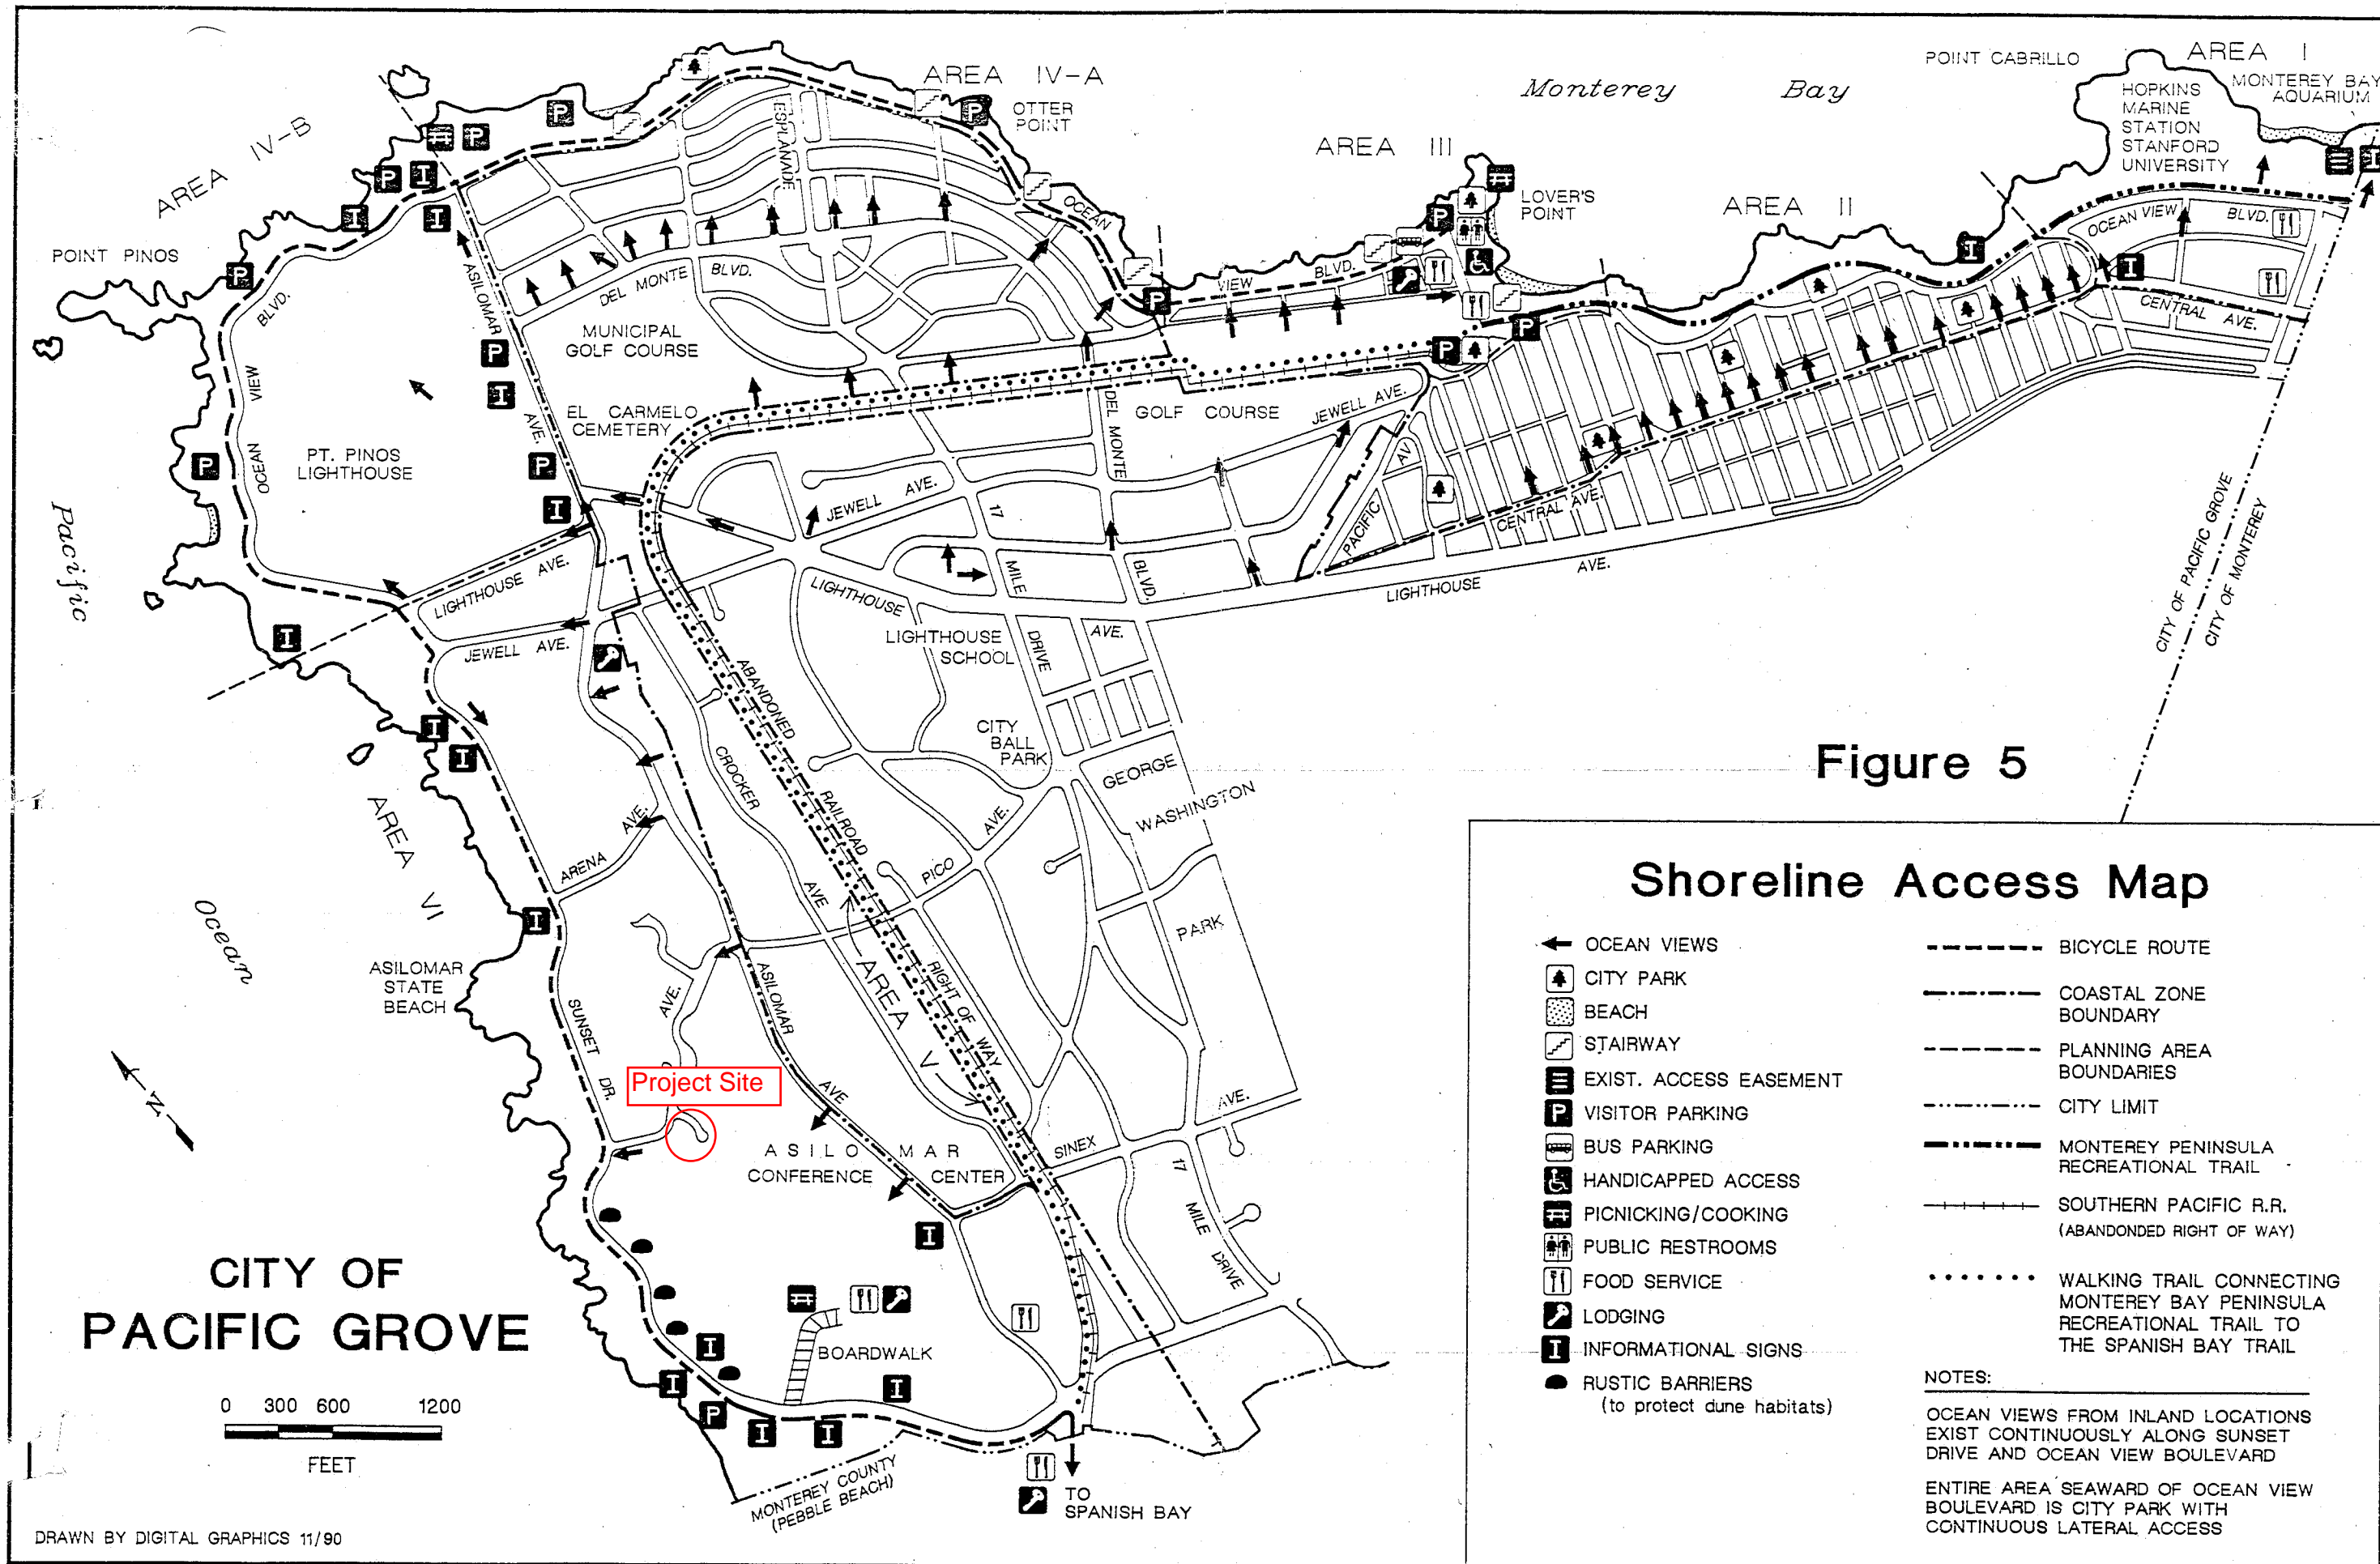 AREA I
POINT CABRILLO
MONTEREY BAY
AQUARIUM
HOPKINS
MARINE
STATION
STANFORD
UNIVERSITY
Monterey Bay
AREA IV-A
OTTER
POINT
AREA III
LOVER'S
POINT
AREA II
AREA IV-B
POINT PINOS
ESPLANADE
OCEAN
VIEW
BLVD.
OCEAN VIEW
BLVD.
CENTRAL AVE.
DEL MONTE BLVD.
ASILOMAR
AVE.
MUNICIPAL
GOLF COURSE
BLVD.
VIEW
OCEAN
EL CARMELO
CEMETERY
PT. PINOS
LIGHTHOUSE
DEL MONTE
BLVD.
GOLF COURSE
JEWELL AVE.
PACIFIC
AV
CENTRAL AVE.
LIGHTHOUSE
AVE.
CITY OF PACIFIC GROVE
CITY OF MONTEREY
Pacific
Ocean
JEWELL AVE.
17
MILE
DRIVE
LIGHTHOUSE
AVE.
LIGHTHOUSE AVE.
JEWELL AVE.
LIGHTHOUSE
SCHOOL
CITY
BALL
PARK
GEORGE
WASHINGTON
PARK
ABANDONED
RAILROAD
RIGHT OF
WAY
CROCKER
AVE
PICO
AVE.
AREA VI
AREA V
ARENA
AVE.
ASILOMAR
AVE
AVE.
ASILOMAR
STATE
BEACH
SUNSET
DR.
Project Site
ASILOMAR
CONFERENCE CENTER
SINEX
AVE.
17
MILE
DRIVE
BOARDWALK
N
CITY OF
PACIFIC GROVE
0 300 600 1200
FEET
MONTEREY COUNTY
(PEBBLE BEACH)
TO
SPANISH BAY
DRAWN BY DIGITAL GRAPHICS 11/90
Figure 5
Shoreline Access Map
OCEAN VIEWS
CITY PARK
BEACH
STAIRWAY
EXIST. ACCESS EASEMENT
P VISITOR PARKING
BUS PARKING
HANDICAPPED ACCESS
PICNICKING/COOKING
PUBLIC RESTROOMS
FOOD SERVICE
LODGING
I INFORMATIONAL SIGNS
RUSTIC BARRIERS
(to protect dune habitats)
BICYCLE ROUTE
COASTAL ZONE
BOUNDARY
PLANNING AREA
BOUNDARIES
CITY LIMIT
MONTEREY PENINSULA
RECREATIONAL TRAIL
SOUTHERN PACIFIC R.R.
(ABANDONDED RIGHT OF WAY)
WALKING TRAIL CONNECTING
MONTEREY BAY PENINSULA
RECREATIONAL TRAIL TO
THE SPANISH BAY TRAIL
NOTES:
OCEAN VIEWS FROM INLAND LOCATIONS
EXIST CONTINUOUSLY ALONG SUNSET
DRIVE AND OCEAN VIEW BOULEVARD
ENTIRE AREA SEAWARD OF OCEAN VIEW
BOULEVARD IS CITY PARK WITH
CONTINUOUS LATERAL ACCESS